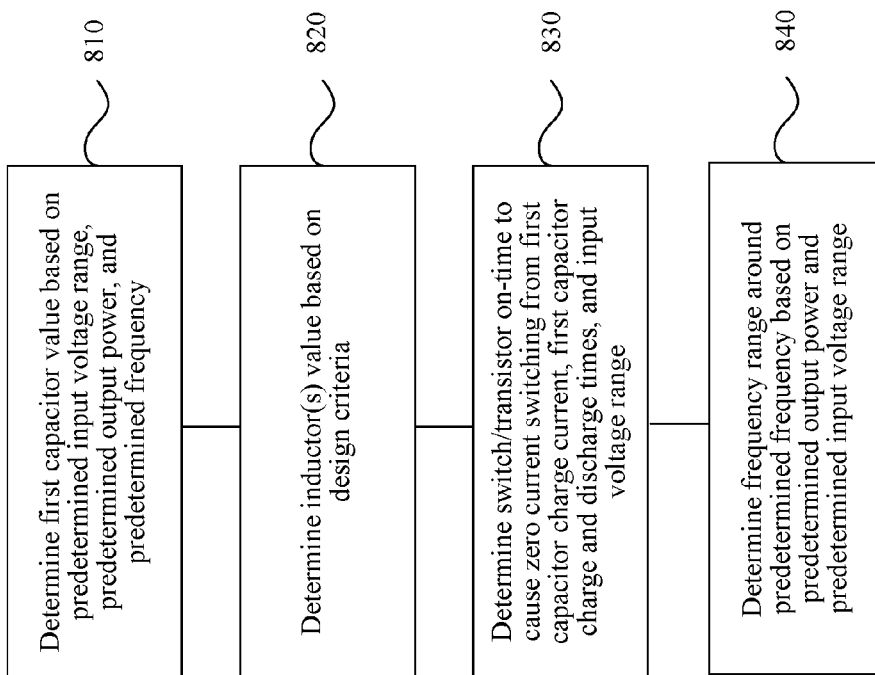 Determine first capacitor value based on
predetermined input voltage range,
predetermined output power, and
predetermined frequency
810
Determine inductor(s) value based on
design criteria
820
Determine switch/transistor on-time to
cause zero current switching from first
capacitor charge current, first capacitor
charge and discharge times, and input
voltage range
830
Determine frequency range around
predetermined frequency based on
predetermined output power and
predetermined input voltage range
840